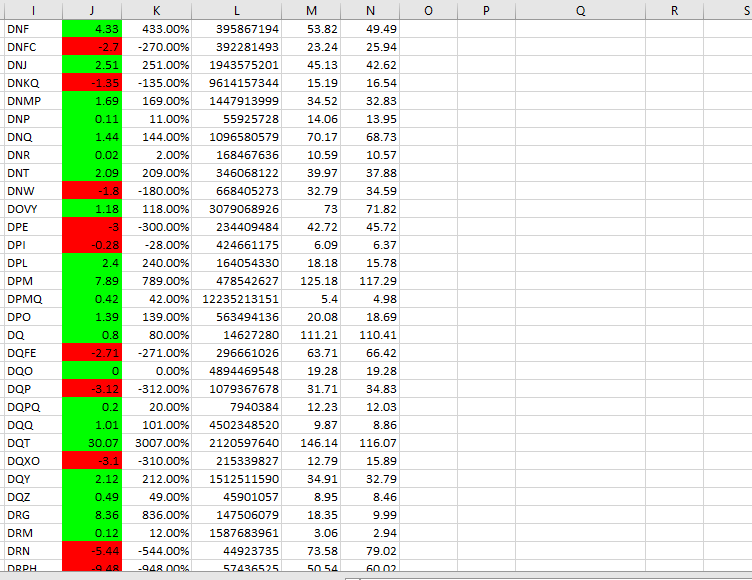 I J K L M N O P Q R S
DNF 4.33 433.00% 395867194 53.82 49.49
DNFC -2.7 -270.00% 392281493 23.24 25.94
DNJ 2.51 251.00% 1943575201 45.13 42.62
DNKQ -1.35 -135.00% 9614157344 15.19 16.54
DNMP 1.69 169.00% 1447913999 34.52 32.83
DNP 0.11 11.00% 55925728 14.06 13.95
DNQ 1.44 144.00% 1096580579 70.17 68.73
DNR 0.02 2.00% 168467636 10.59 10.57
DNT 2.09 209.00% 346068122 39.97 37.88
DNW -1.8 -180.00% 668405273 32.79 34.59
DOVY 1.18 118.00% 3079068926 73 71.82
DPE -3 -300.00% 234409484 42.72 45.72
DPI -0.28 -28.00% 424661175 6.09 6.37
DPL 2.4 240.00% 164054330 18.18 15.78
DPM 7.89 789.00% 478542627 125.18 117.29
DPMQ 0.42 42.00% 12235213151 5.4 4.98
DPO 1.39 139.00% 563494136 20.08 18.69
DQ 0.8 80.00% 14627280 111.21 110.41
DQFE -2.71 -271.00% 296661026 63.71 66.42
DQO 0 0.00% 4894469548 19.28 19.28
DQP -3.12 -312.00% 1079367678 31.71 34.83
DQPQ 0.2 20.00% 7940384 12.23 12.03
DQQ 1.01 101.00% 4502348520 9.87 8.86
DQT 30.07 3007.00% 2120597640 146.14 116.07
DQXO -3.1 -310.00% 215339827 12.79 15.89
DQY 2.12 212.00% 1512511590 34.91 32.79
DQZ 0.49 49.00% 45901057 8.95 8.46
DRG 8.36 836.00% 147506079 18.35 9.99
DRM 0.12 12.00% 1587683961 3.06 2.94
DRN -5.44 -544.00% 44923735 73.58 79.02
DRPH -9.48 -948.00% 57436525 50.54 60.02